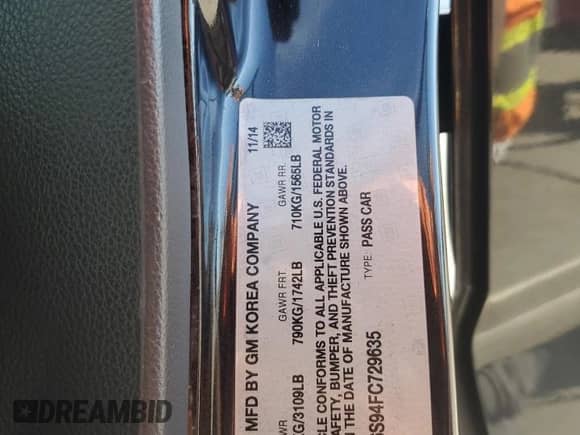 MFD BY GM KOREA COMPANY
11/14
GAWR FRT
GAWR RR.
KG/3109LB
790KG/1742LB
710KG/1565LB
CONFORMS TO ALL APPLICABLE U.S. FEDERAL MOTOR
BUMPER, AND THEFT PREVENTION STANDARDS IN
THE DATE OF MANUFACTURE SHOWN ABOVE.
S94FC729635
TYPE: PASS CAR
DREAMBID